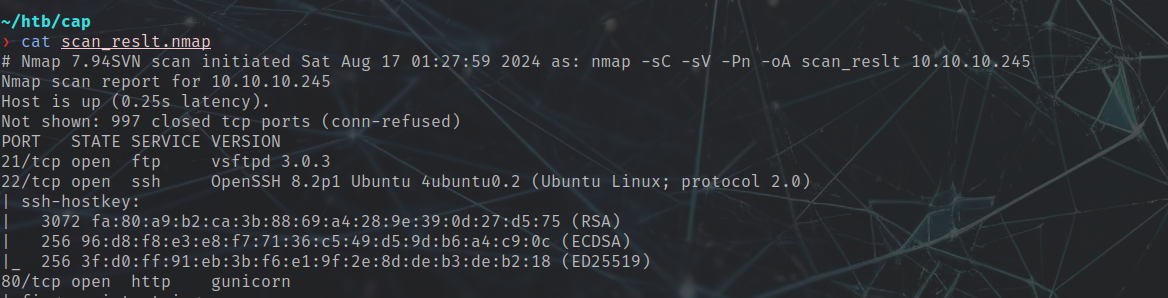 ~/htb/cap
› cat scan_reslt.nmap
# Nmap 7.94SVN scan initiated Sat Aug 17 01:27:59 2024 as: nmap -sC -sV -Pn -oA scan_reslt 10.10.10.245
Nmap scan report for 10.10.10.245
Host is up (0.25s latency).
Not shown: 997 closed tcp ports (conn-refused)
PORT   STATE SERVICE VERSION
21/tcp open  ftp     vsftpd 3.0.3
22/tcp open  ssh     OpenSSH 8.2p1 Ubuntu 4ubuntu0.2 (Ubuntu Linux; protocol 2.0)
| ssh-hostkey:
|   3072 fa:80:a9:b2:ca:3b:88:69:a4:28:9e:39:0d:27:d5:75 (RSA)
|   256 96:d8:f8:e3:e8:f7:71:36:c5:49:d5:9d:b6:a4:c9:0c (ECDSA)
|_  256 3f:d0:ff:91:eb:3b:f6:e1:9f:2e:8d:de:b3:de:b2:18 (ED25519)
80/tcp open  http    gunicorn